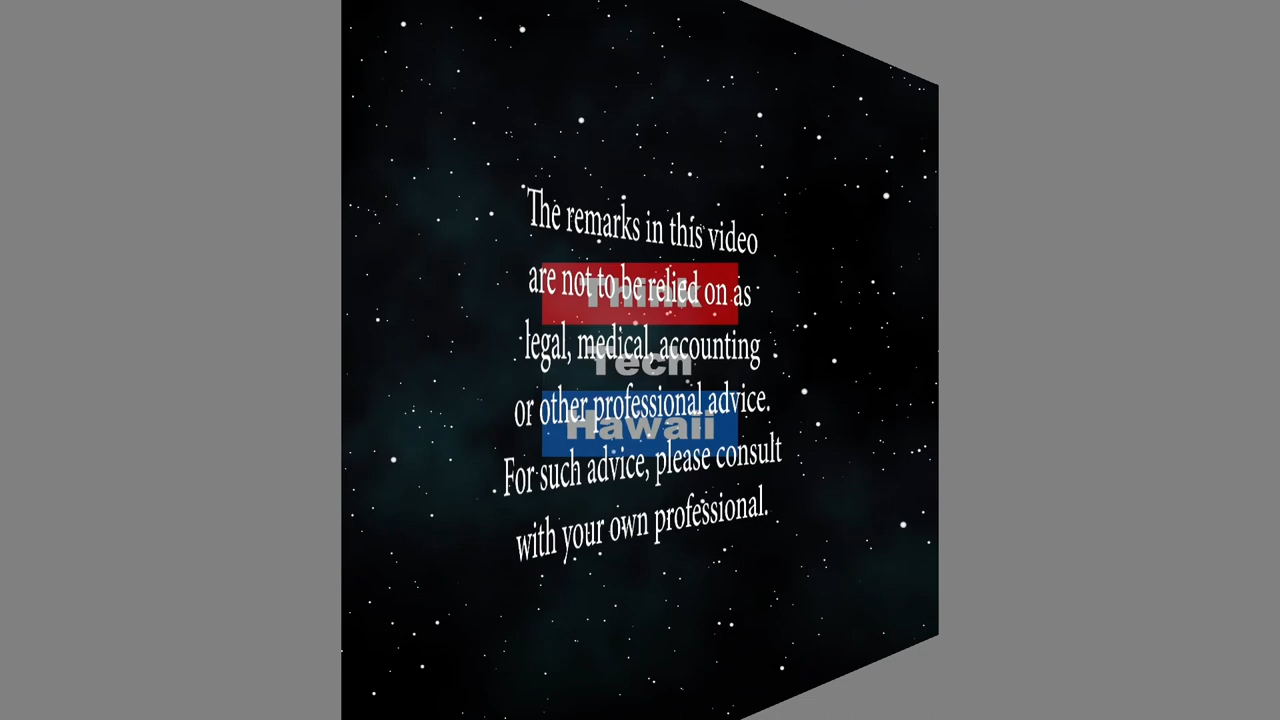 The remarks in this video
are not to be relied on as
Think
legal, medical, accounting
Tech
or other professional advice.
Hawaii
For such advice, please consult
with your own professional.